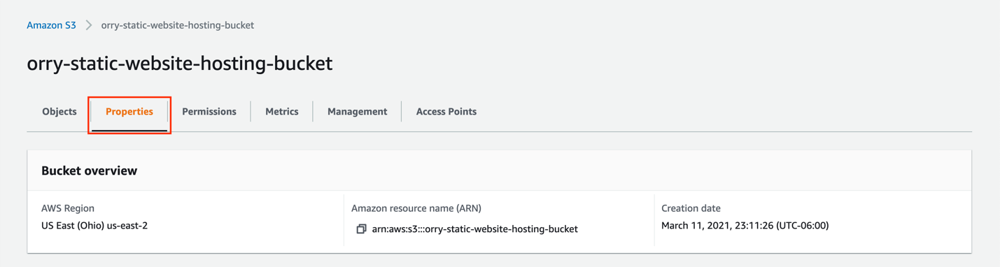 Amazon S3 > orry-static-website-hosting-bucket
orry-static-website-hosting-bucket
Objects Properties Permissions Metrics Management Access Points
Bucket overview
AWS Region Amazon resource name (ARN) Creation date
US East (Ohio) us-east-2 arn:aws:s3:::orry-static-website-hosting-bucket March 11, 2021, 23:11:26 (UTC-06:00)